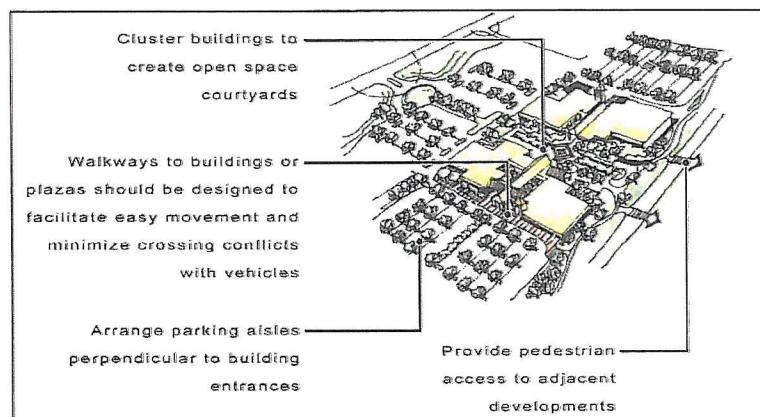 Cluster buildings to
create open space
courtyards
Walkways to buildings or
plazas should be designed to
facilitate easy movement and
minimize crossing conflicts
with vehicles
Arrange parking aisles
perpendicular to building
entrances
Provide pedestrian
access to adjacent
developments